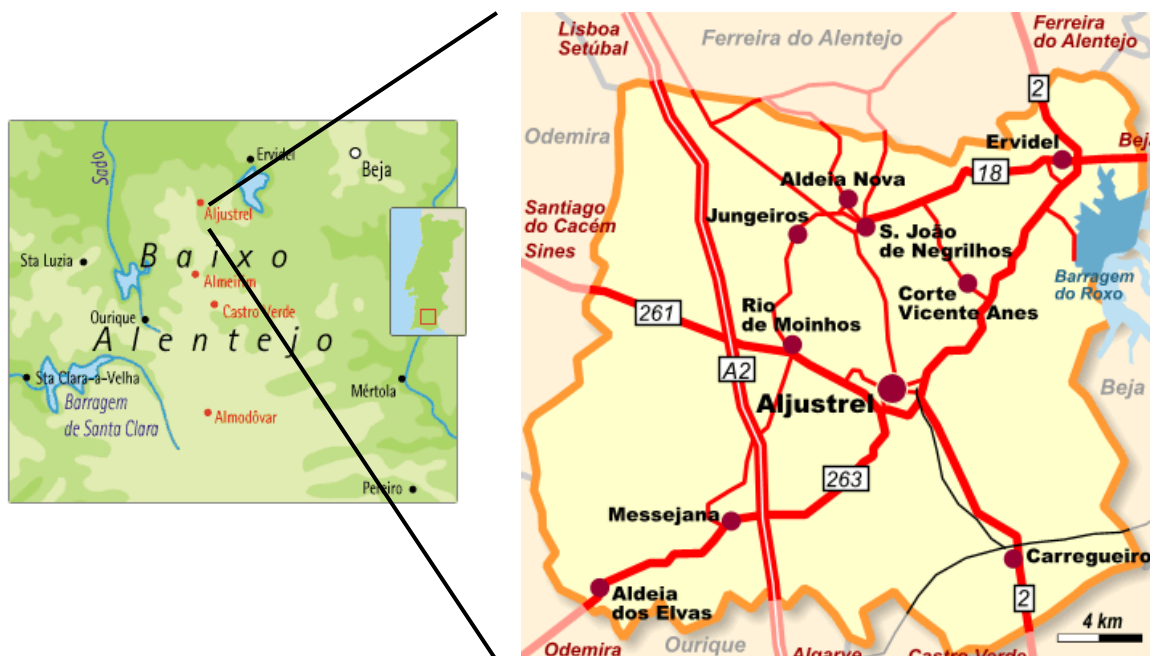 Sado
Ervidel
Beja
Aljustrel
Baixo
Sta Luzia
Almeirim
Castro Verde
Ourique
Alentejo
Sta Clara-à-Velha
Mértola
Barragem
de Santa Clara
Almodôvar
Pereiro
Lisboa
Setúbal
Ferreira do Alentejo
Ferreira
do Alentejo
2
Odemira
Ervidel
Beja
18
Aldeia Nova
Santiago
do Cacém
Sines
Jungeiros
S. João
de Negrilhos
Barragem
do Roxo
Corte
Vicente Anes
261
Rio
de Moinhos
A2
Aljustrel
Beja
263
Messejana
Carregueiro
Aldeia
dos Elvas
2
4 km
Odemira
Ourique
Algarve
Castro Verde